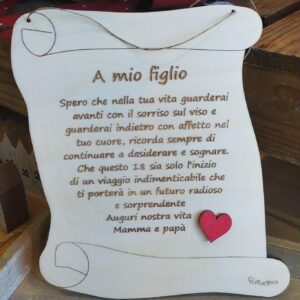 A mio figlio
Spero che nella tua vita guarderai
avanti con il sorriso sul viso e
guarderai indietro con affetto nel
tuo cuore, ricorda sempre di
continuare a desiderare e sognare.
Che questo 18 sia solo l'inizio
di un viaggio indimenticabile che
ti porterà in un futuro radioso
e sorprendente
Auguri nostra vita
Mamma e papà